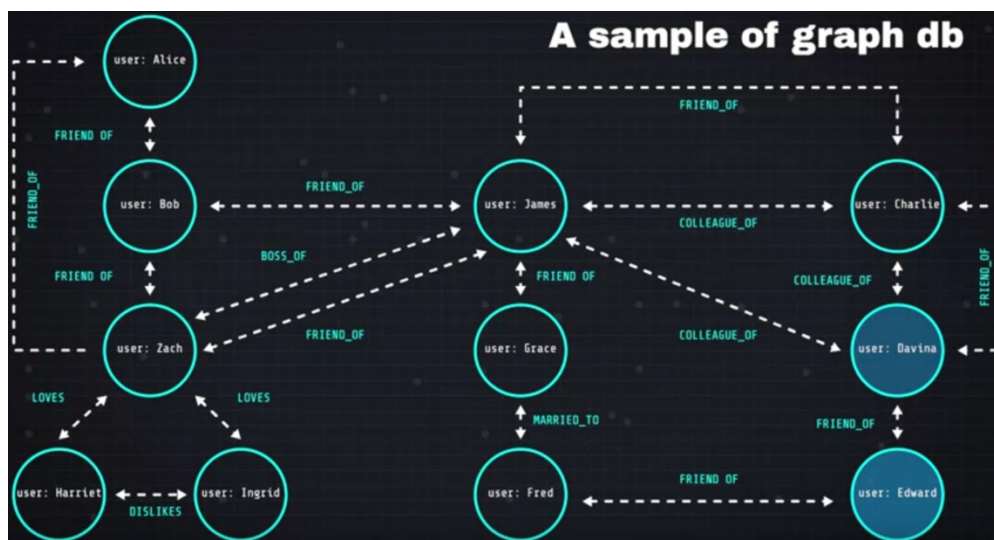 A sample of graph db
user: Alice
FRIEND_OF
FRIEND OF
FRIEND_OF
user: Bob
FRIEND_OF
user: James
COLLEAGUE_OF
user: Charlie
BOSS_OF
FRIEND OF
FRIEND OF
COLLEAGUE_OF
FRIEND_OF
FRIEND_OF
COLLEAGUE_OF
user: Zach
user: Grace
user: Davina
LOVES
LOVES
MARRIED_TO
FRIEND_OF
user: Harriet
DISLIKES
user: Ingrid
user: Fred
FRIEND OF
user: Edward